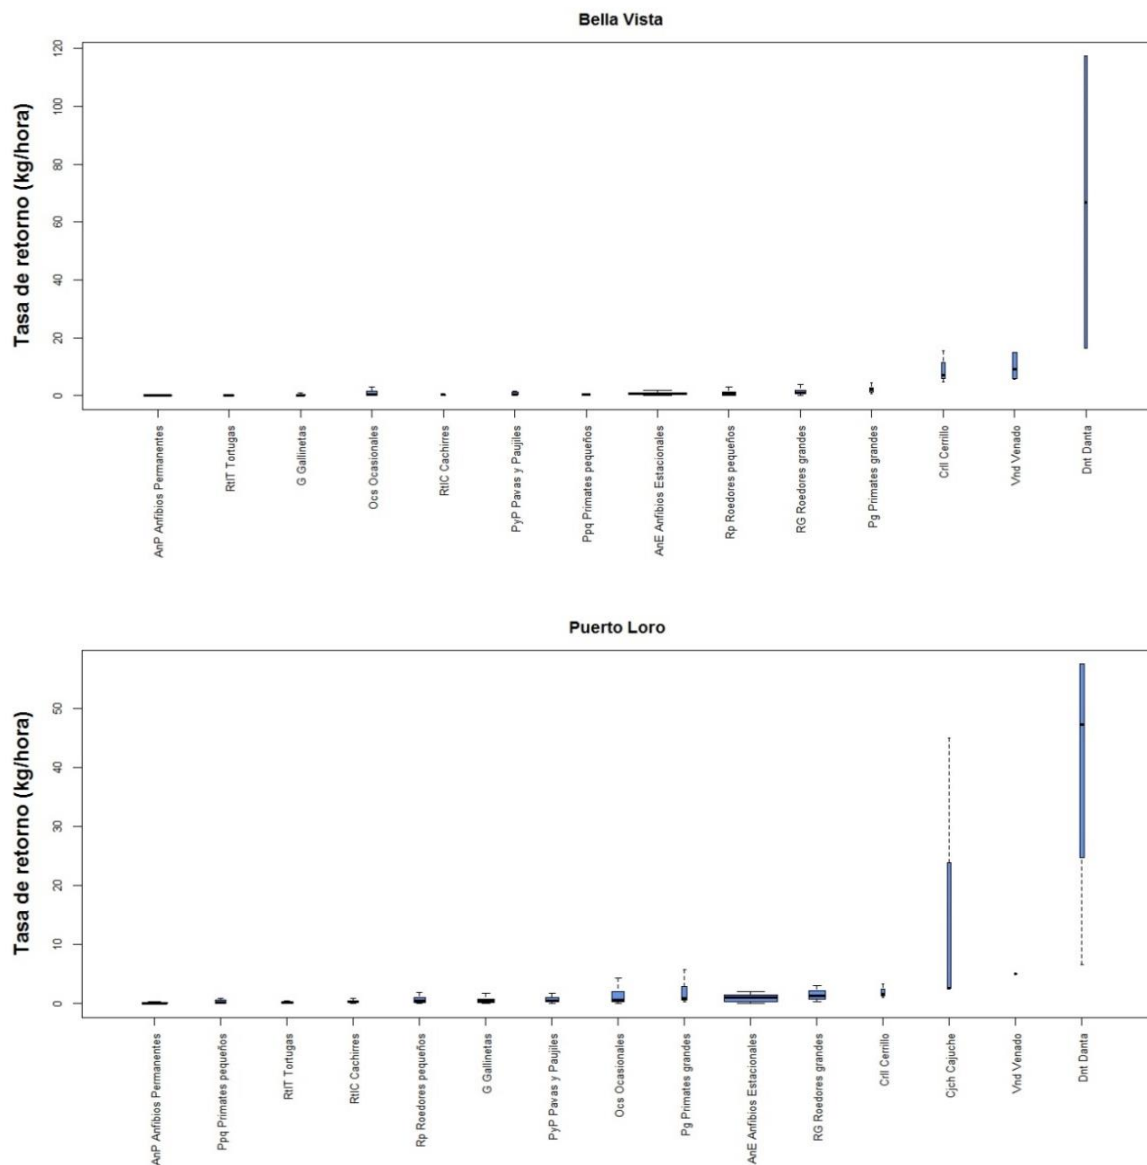 Bella Vista
Tasa de retorno (kg/hora)
120
100
80
60
40
20
0
AnP Anfibios Permanentes
RtlT Tortugas
G Gallinetas
Ocs Ocasionales
RtlC Cachirres
PyP Pavas y Paujiles
Ppq Primates pequeños
AnE Anfibios Estacionales
Rp Roedores pequeños
RG Roedores grandes
Pg Primates grandes
Crll Cerrillo
Vnd Venado
Dnt Danta
Puerto Loro
Tasa de retorno (kg/hora)
50
40
30
20
10
0
AnP Anfibios Permanentes
Ppq Primates pequeños
RtlT Tortugas
RtlC Cachirres
Rp Roedores pequeños
G Gallinetas
PyP Pavas y Paujiles
Ocs Ocasionales
Pg Primates grandes
AnE Anfibios Estacionales
RG Roedores grandes
Crll Cerrillo
Cjch Cajuche
Vnd Venado
Dnt Danta